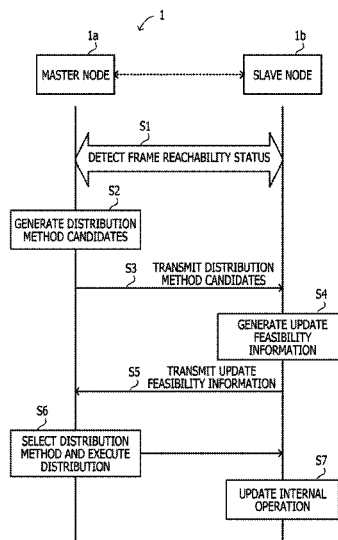 1
1a
1b
MASTER NODE
SLAVE NODE
S1
DETECT FRAME REACHABILITY STATUS
S2
GENERATE DISTRIBUTION
METHOD CANDIDATES
S3
TRANSMIT DISTRIBUTION
METHOD CANDIDATES
S4
GENERATE UPDATE
FEASIBILITY
INFORMATION
S5
TRANSMIT UPDATE
FEASIBILITY INFORMATION
S6
SELECT DISTRIBUTION
METHOD AND EXECUTE
DISTRIBUTION
S7
UPDATE INTERNAL
OPERATION